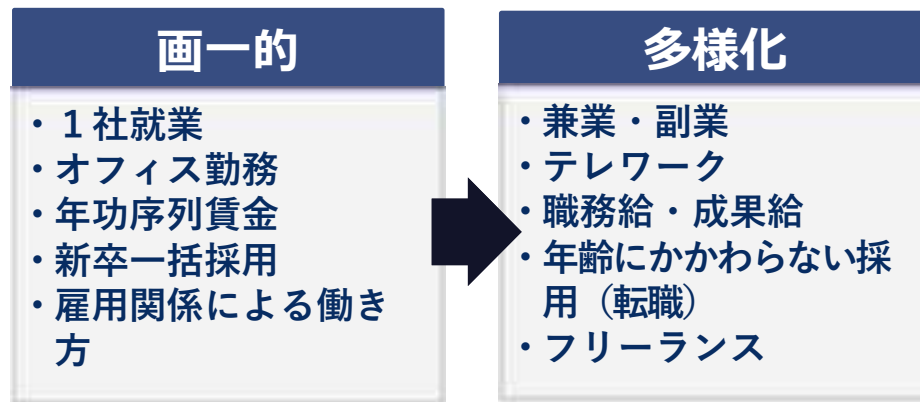 画一的
・１社就業
・オフィス勤務
・年功序列賃金
・新卒一括採用
・雇用関係による働き
方
多様化
・兼業・副業
・テレワーク
・職務給・成果給
・年齢にかかわらない採
用（転職）
・フリーランス